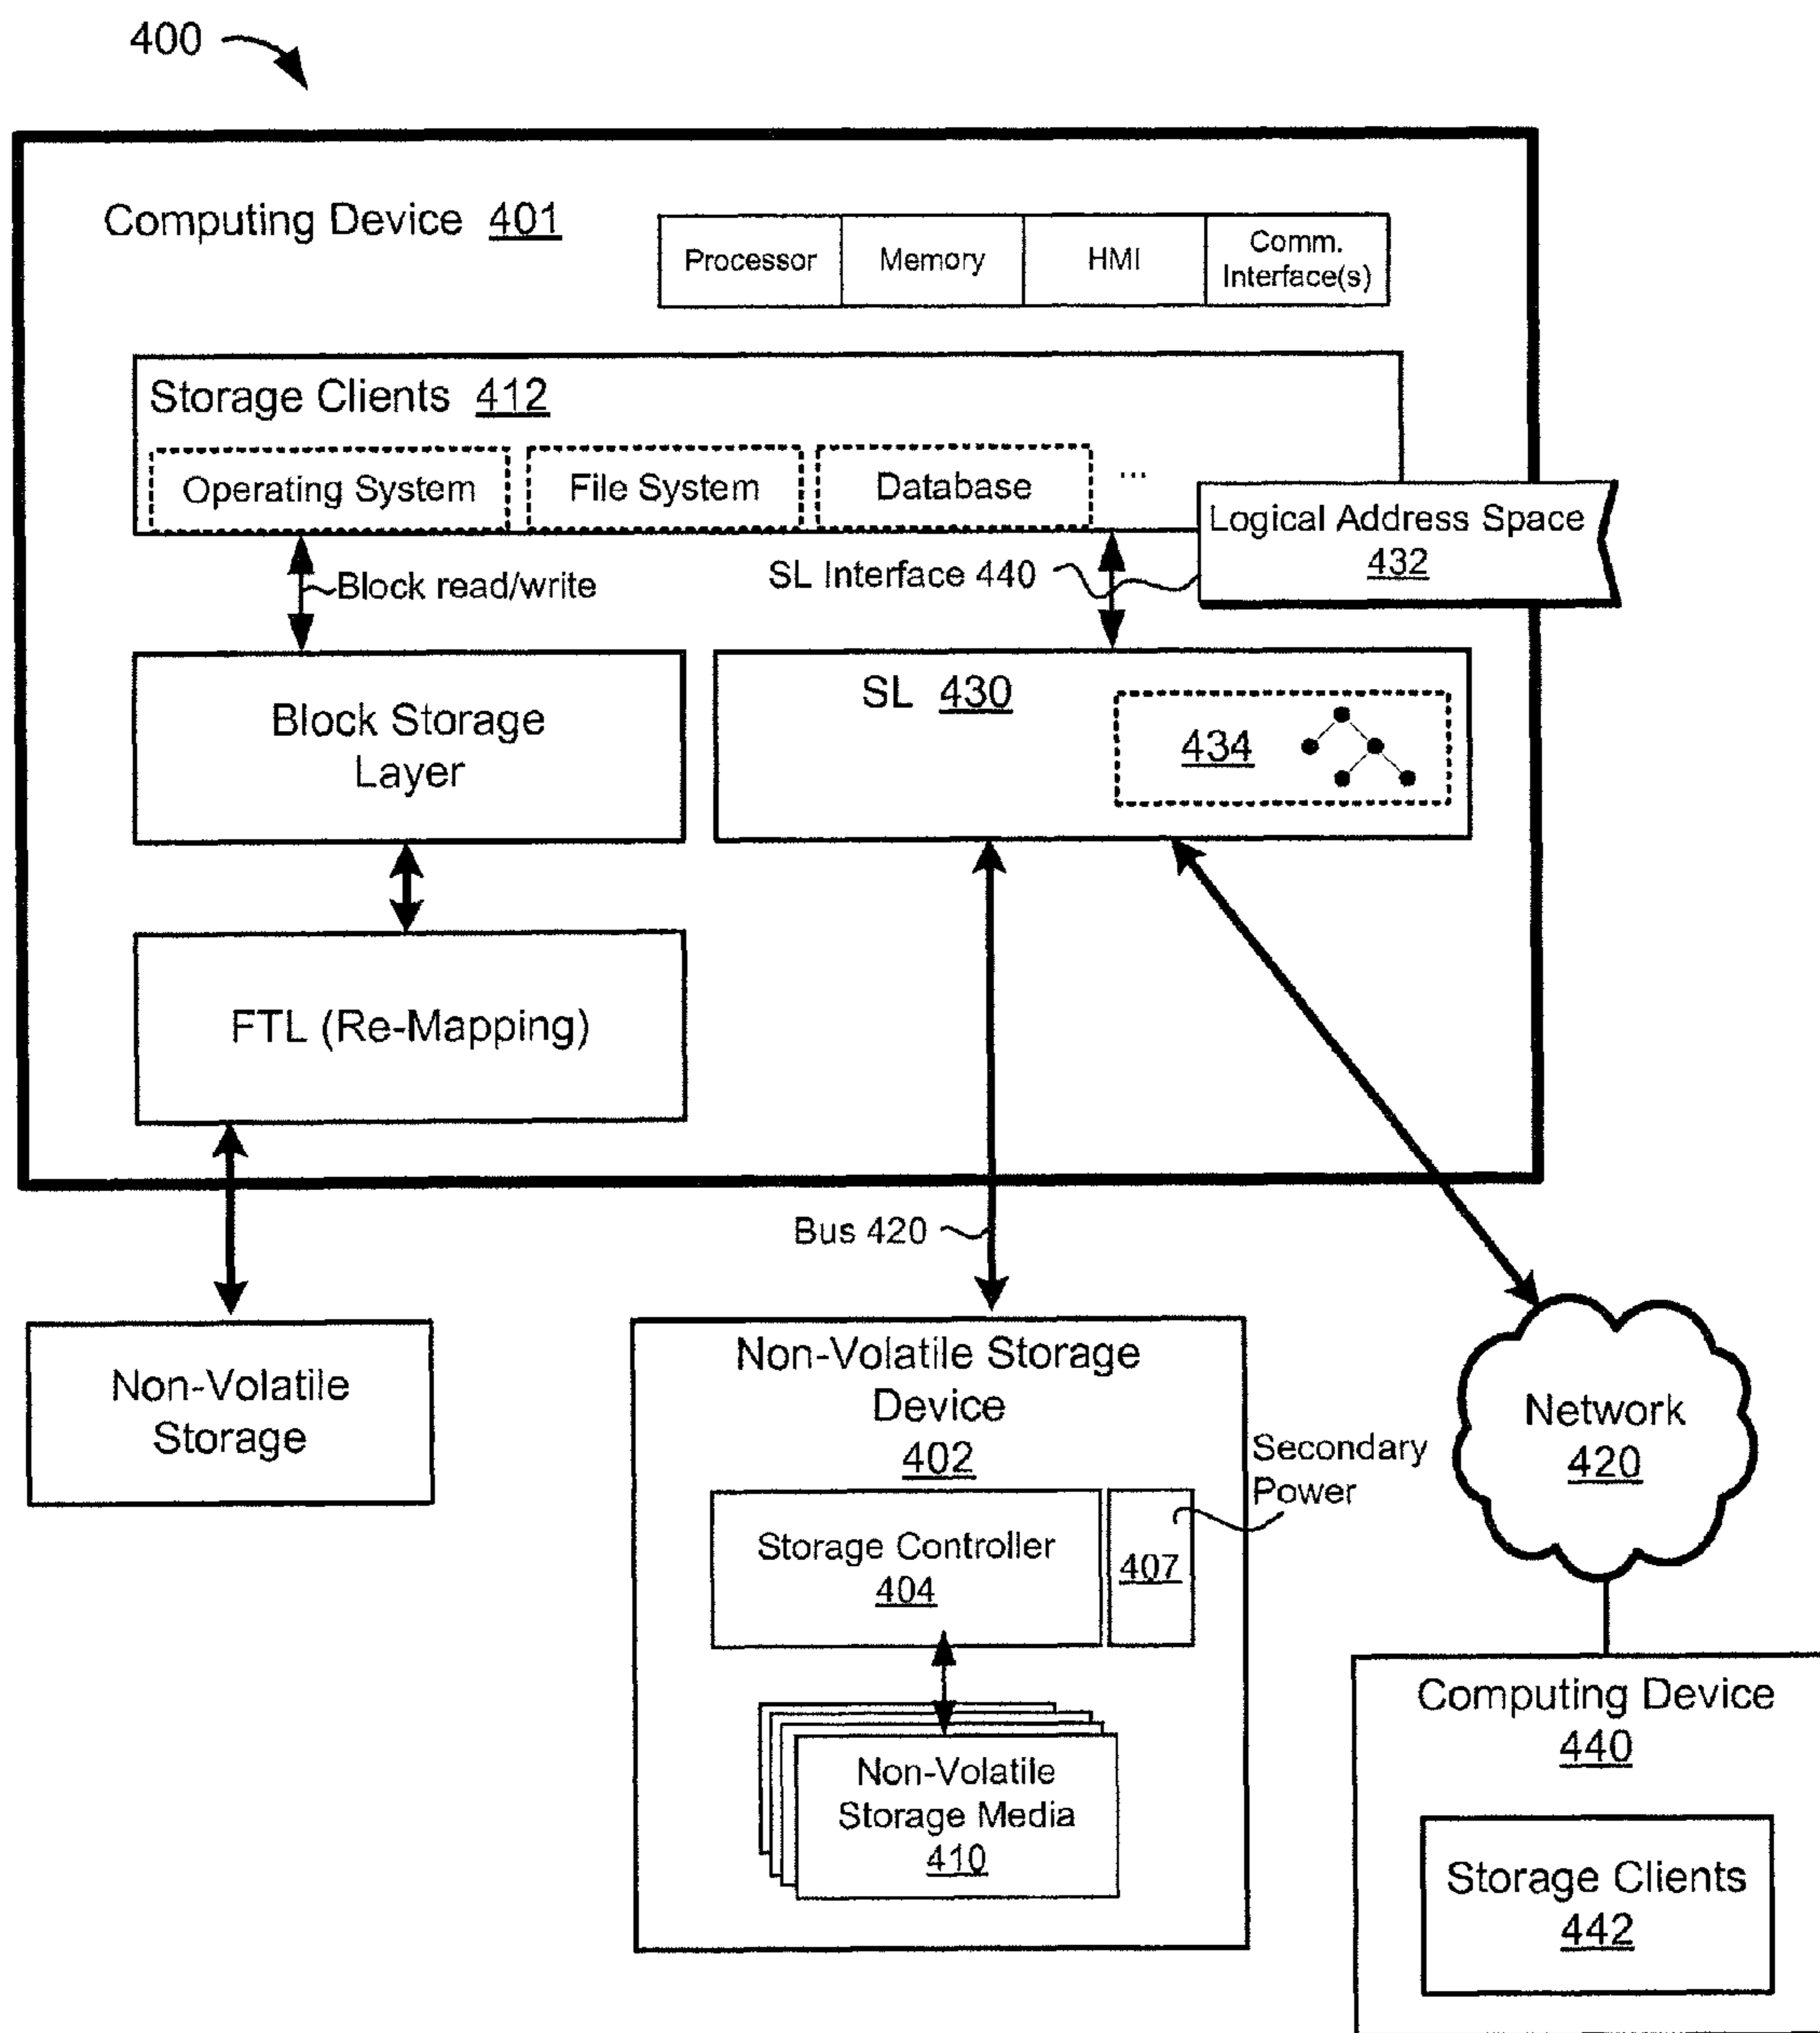 400
Computing Device 401
Processor
Memory
HMI
Comm.
Interface(s)
Storage Clients 412
Operating System
File System
Database
...
Logical Address Space
432
Block read/write
SL Interface 440
Block Storage
Layer
SL 430
434
FTL (Re-Mapping)
Bus 420
Non-Volatile
Storage
Non-Volatile Storage
Device
402
Secondary
Power
Storage Controller
404
407
Non-Volatile
Storage Media
410
Network
420
Computing Device
440
Storage Clients
442